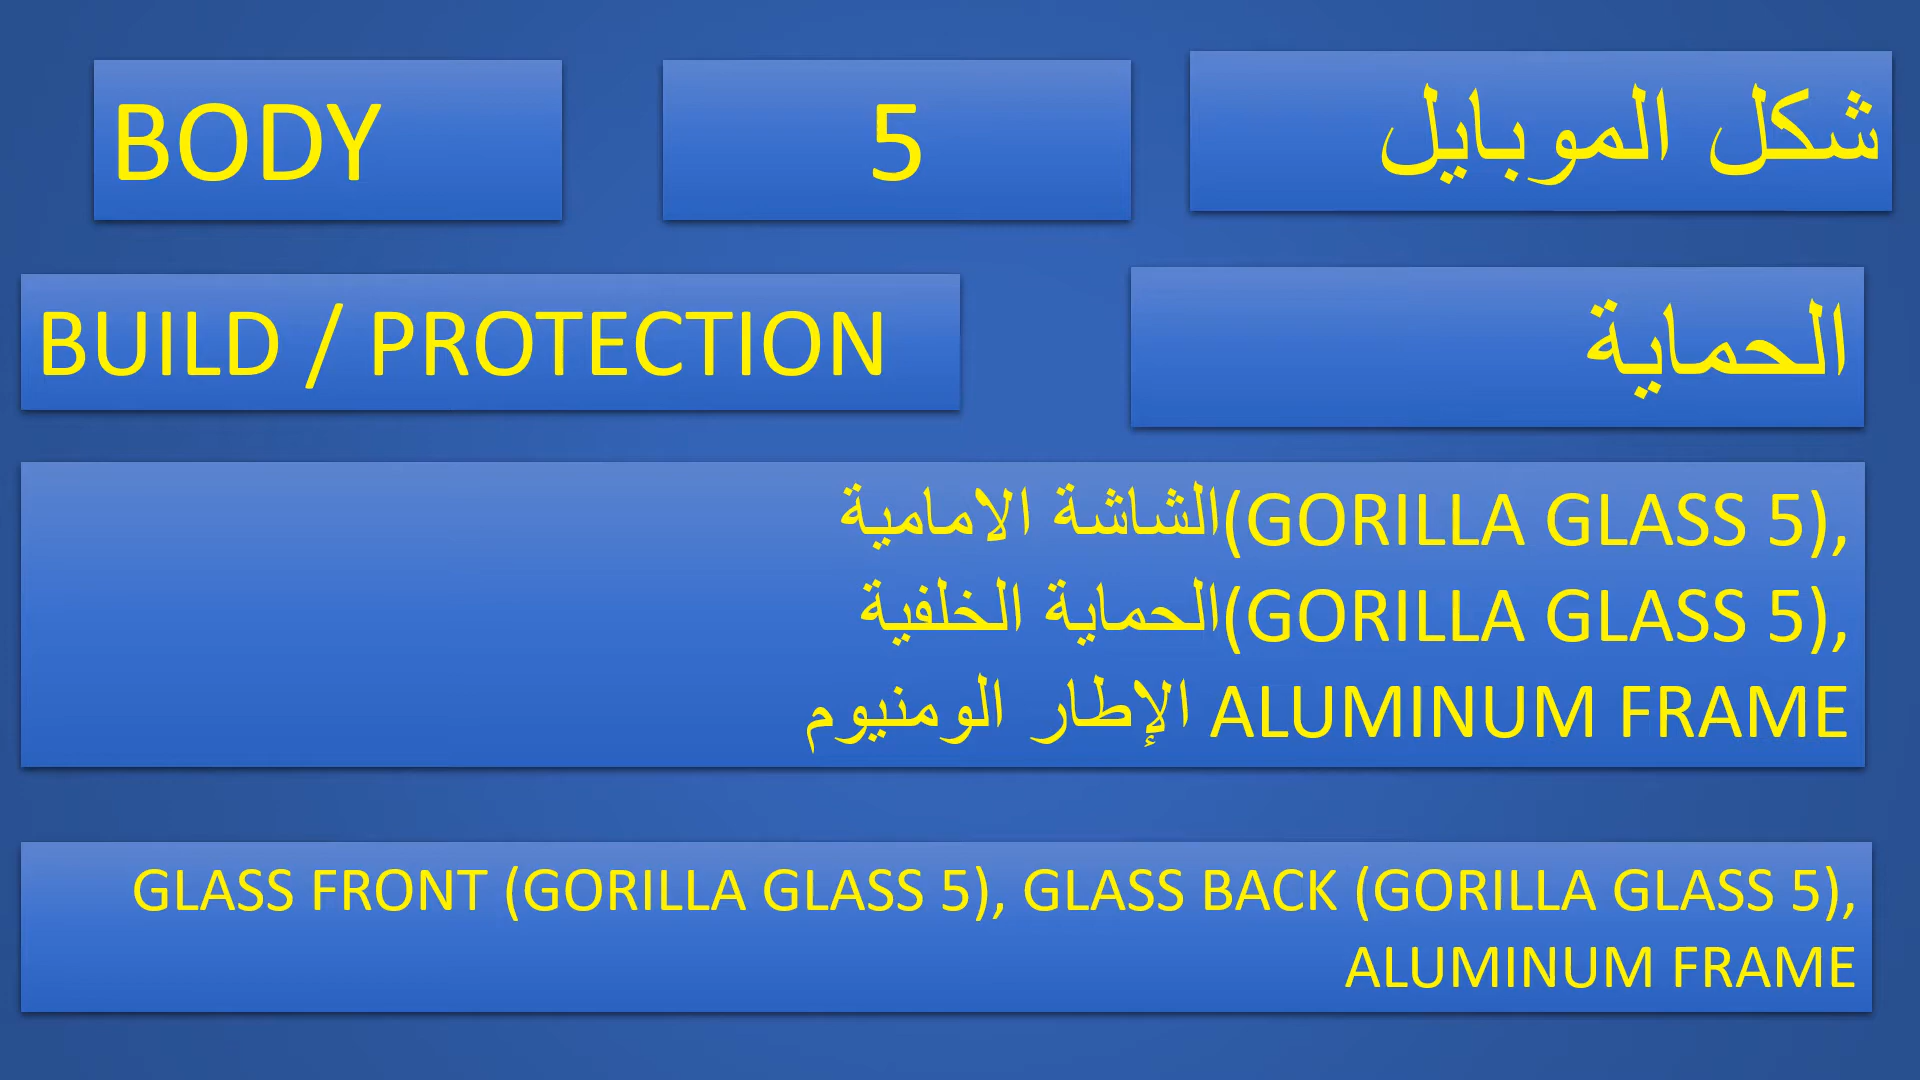 BODY
5
شكل الموبايل
BUILD / PROTECTION
الحماية
الشاشة الامامية(GORILLA GLASS 5),
الحماية الخلفية(GORILLA GLASS 5),
الإطار الومنيوم ALUMINUM FRAME
GLASS FRONT (GORILLA GLASS 5), GLASS BACK (GORILLA GLASS 5),
ALUMINUM FRAME